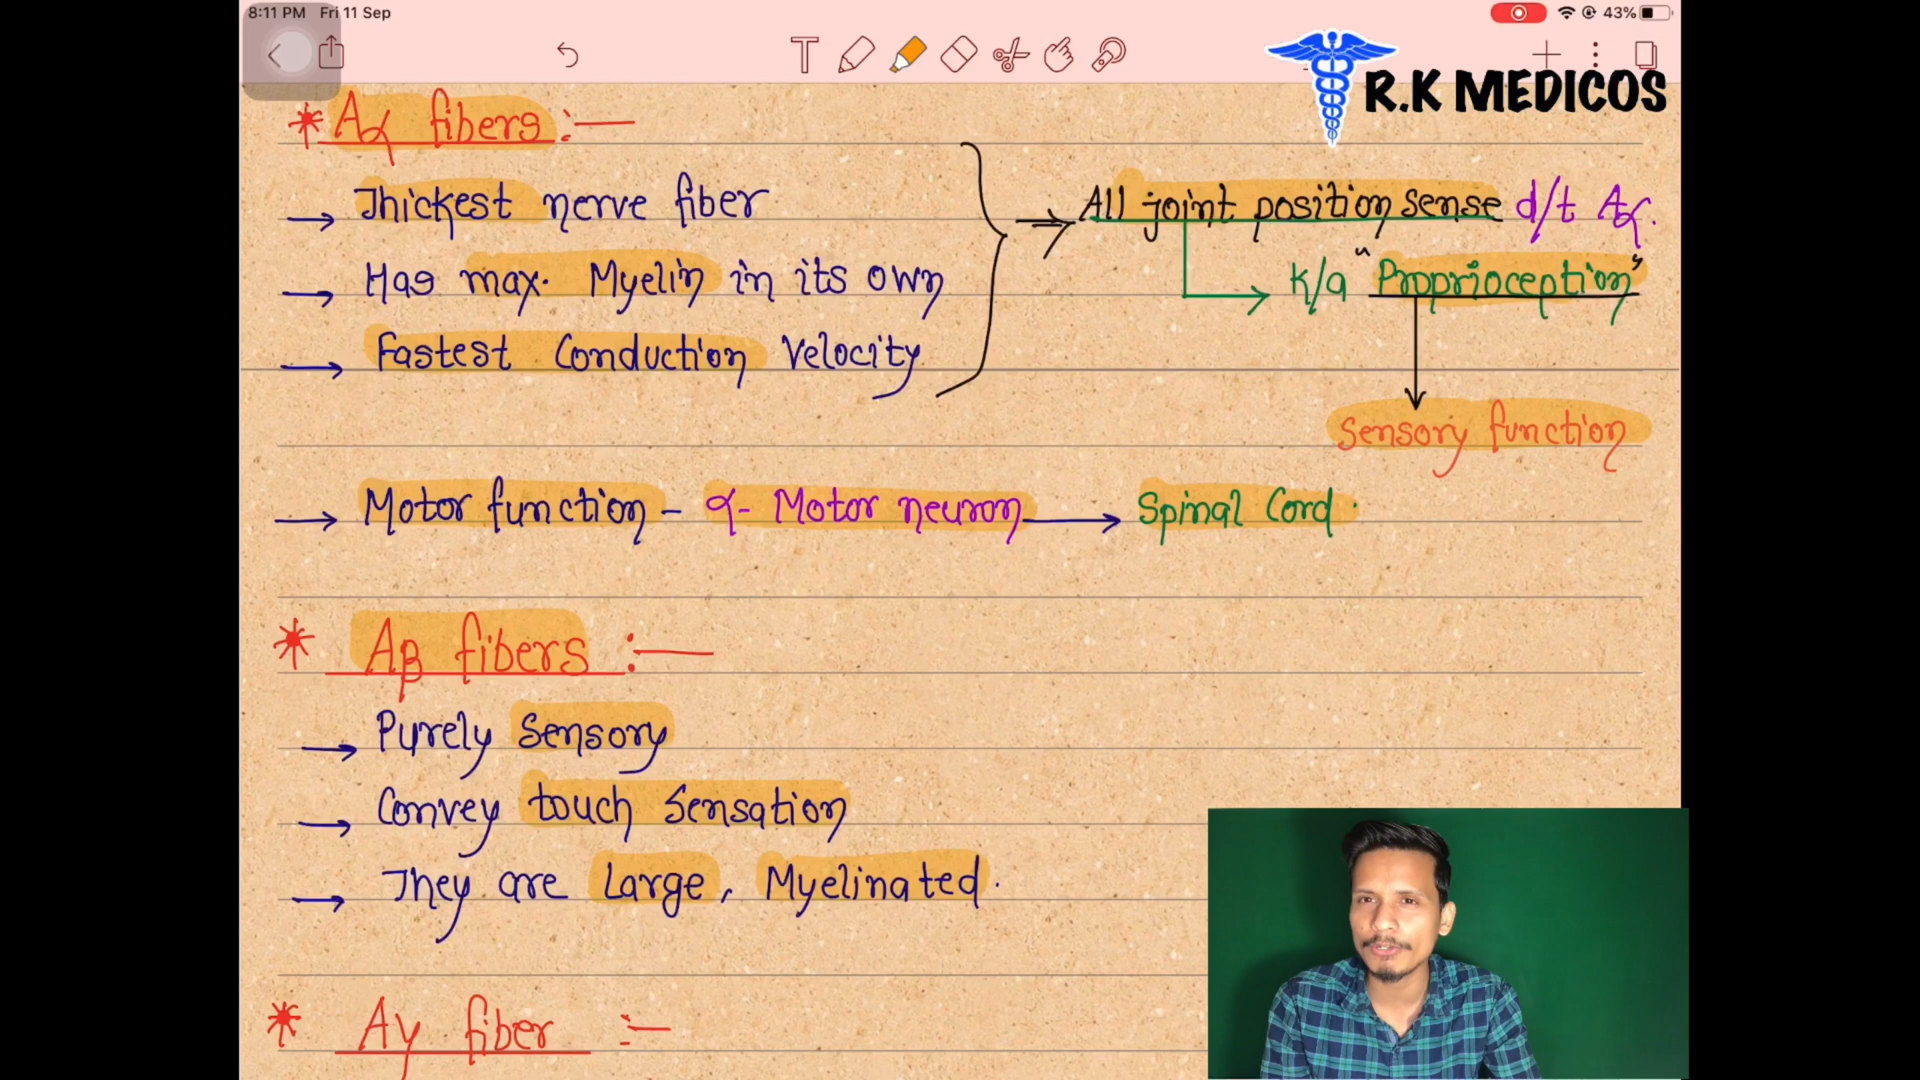 8:11 PM Fri 11 Sep
43%
R.K MEDICOS
* Aα fibers :—
→ Thickest nerve fiber
→ Has max. Myelin in its own
→ Fastest Conduction Velocity
⇒ All joint position sense d/t Aα.
→ K/a "Proprioception"
Sensory function
→ Motor function - α- Motor neuron → Spinal Cord.
* Aβ fibers :—
→ Purely Sensory
→ Convey touch Sensation
→ They are Large, Myelinated.
* Aγ fiber :—